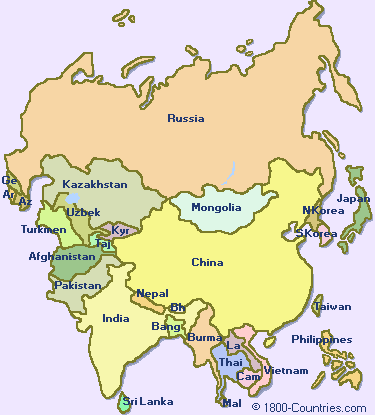 Russia
Ge
Ar
Az
Kazakhstan
Uzbek
Turkmen
Kyr
Taj
Mongolia
NKorea
SKorea
Japan
Afghanistan
China
Pakistan
Nepal
Bh
India
Bang
Burma
La
Thai
Cam
Vietnam
Mal
Taiwan
Philippines
Sri Lanka
© 1800-Countries.com